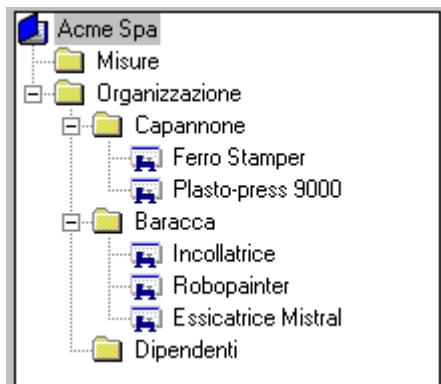 Acme Spa
Misure
Organizzazione
Capannone
Ferro Stamper
Plasto-press 9000
Baracca
Incollatrice
Robopainter
Essicatrice Mistral
Dipendenti